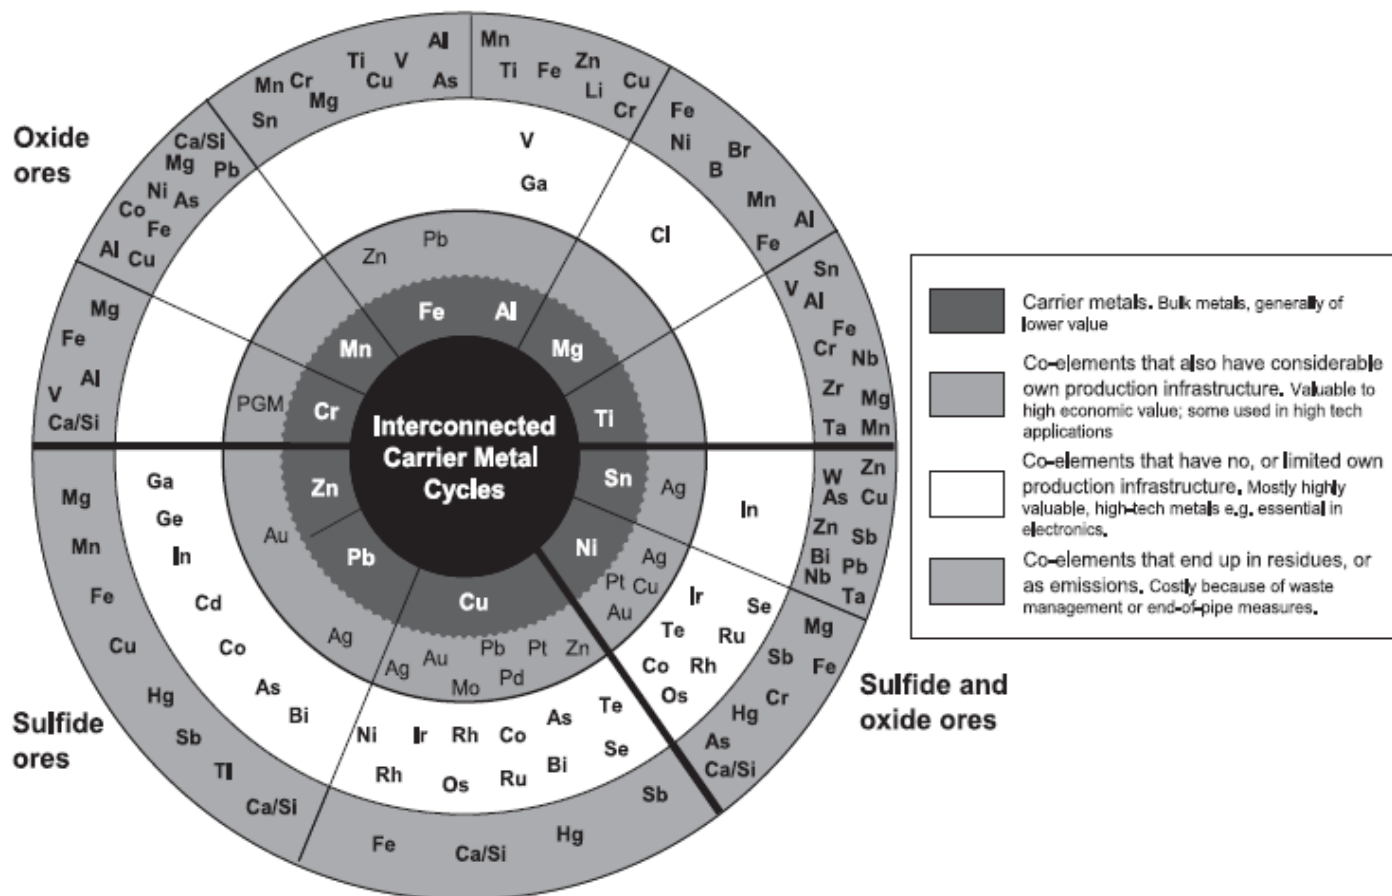 Al
Mn
Ti
V
Zn
Mn
Cr
Cu
As
Ti
Fe
Li
Cu
Mg
Cr
Sn
Fe
Oxide
ores
Ca/Si
Mg
Pb
V
Ni
Br
B
Ni
As
Ga
Co
Fe
Mn
Al
Al
Cu
Cl
Fe
Zn
Pb
Sn
V
Al
Mg
Fe
Al
V
Ca/Si
Fe
Cr
Nb
Zr
Mg
Ta
Mn
Fe
Al
Mn
Mg
PGM
Cr
Ti
Interconnected
Carrier Metal
Cycles
Zn
Sn
Pb
Ni
Cu
Carrier metals. Bulk metals, generally of
lower value
Co-elements that also have considerable
own production infrastructure. Valuable to
high economic value; some used in high tech
applications
Co-elements that have no, or limited own
production infrastructure. Mostly highly
valuable, high-tech metals e.g. essential in
electronics.
Co-elements that end up in residues, or
as emissions. Costly because of waste
management or end-of-pipe measures.
Ag
In
W
Zn
As
Cu
Zn
Sb
Bi
Pb
Nb
Ta
Ag
Pt
Cu
Au
Ir
Se
Te
Ru
Co
Rh
Os
Mg
Sb
Fe
Cr
Hg
As
Ca/Si
Sulfide and
oxide ores
Au
Ag
Ga
Ge
In
Cd
Co
As
Bi
Mg
Mn
Fe
Cu
Hg
Sb
Tl
Ca/Si
Sulfide
ores
Ag
Au
Pb
Pt
Zn
Mo
Pd
Ni
Ir
Rh
Co
As
Te
Rh
Os
Ru
Bi
Se
Fe
Ca/Si
Hg
Sb